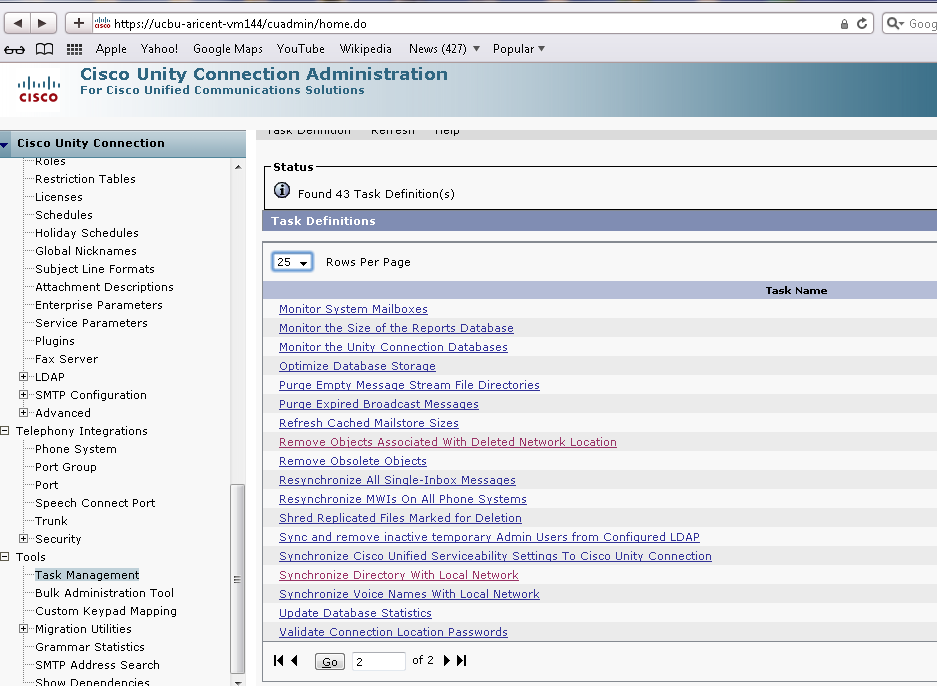 https://ucbu-aricent-vm144/cuadmin/home.do
Goog
Apple Yahoo! Google Maps YouTube Wikipedia News (427) Popular
CISCO
Cisco Unity Connection Administration
For Cisco Unified Communications Solutions
Cisco Unity Connection
Roles
Restriction Tables
Licenses
Schedules
Holiday Schedules
Global Nicknames
Subject Line Formats
Attachment Descriptions
Enterprise Parameters
Service Parameters
Plugins
Fax Server
LDAP
SMTP Configuration
Advanced
Telephony Integrations
Phone System
Port Group
Port
Speech Connect Port
Trunk
Security
Tools
Task Management
Bulk Administration Tool
Custom Keypad Mapping
Migration Utilities
Grammar Statistics
SMTP Address Search
Show Dependencies
Task Definition Refresh Help
Status
Found 43 Task Definition(s)
Task Definitions
25 Rows Per Page
Task Name
Monitor System Mailboxes
Monitor the Size of the Reports Database
Monitor the Unity Connection Databases
Optimize Database Storage
Purge Empty Message Stream File Directories
Purge Expired Broadcast Messages
Refresh Cached Mailstore Sizes
Remove Objects Associated With Deleted Network Location
Remove Obsolete Objects
Resynchronize All Single-Inbox Messages
Resynchronize MWIs On All Phone Systems
Shred Replicated Files Marked for Deletion
Sync and remove inactive temporary Admin Users from Configured LDAP
Synchronize Cisco Unified Serviceability Settings To Cisco Unity Connection
Synchronize Directory With Local Network
Synchronize Voice Names With Local Network
Update Database Statistics
Validate Connection Location Passwords
Go 2 of 2